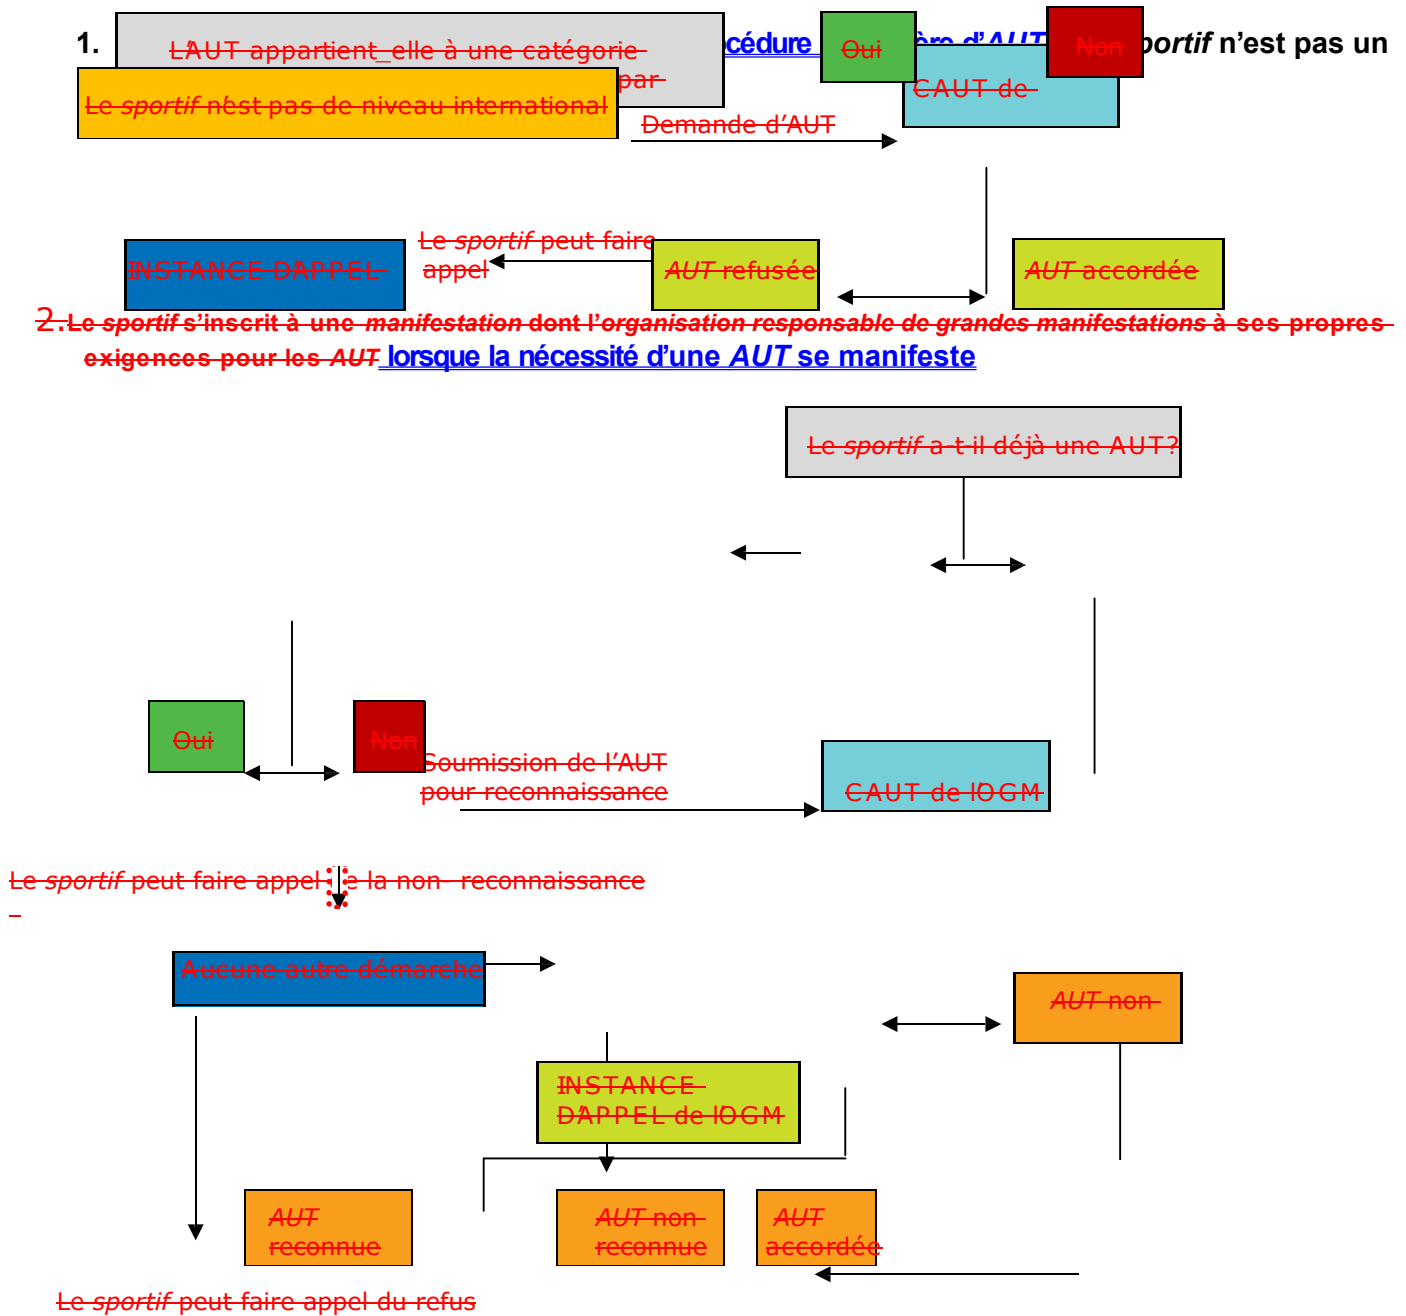 1.
L'AUT appartient_elle à une catégorie
cédure
Oui
ère d'AUT
Non
portif n'est pas un
par
Le sportif n'est pas de niveau international
CAUT de
Demande d'AUT
Le sportif peut faire
appel
INSTANCE D'APPEL
AUT refusée
AUT accordée
2.Le sportif s'inscrit à une manifestation dont l'organisation responsable de grandes manifestations à ses propres
exigences pour les AUT lorsque la nécessité d'une AUT se manifeste
Le sportif a-t-il déjà une AUT?
Oui
Non
Soumission de l'AUT
pour reconnaissance
CAUT de l'OGM
Le sportif peut faire appel de la non- reconnaissance
Aucune autre démarche
AUT non
INSTANCE
D'APPEL de l'OGM
AUT
reconnue
AUT non
reconnue
AUT
accordée
Le sportif peut faire appel du refus